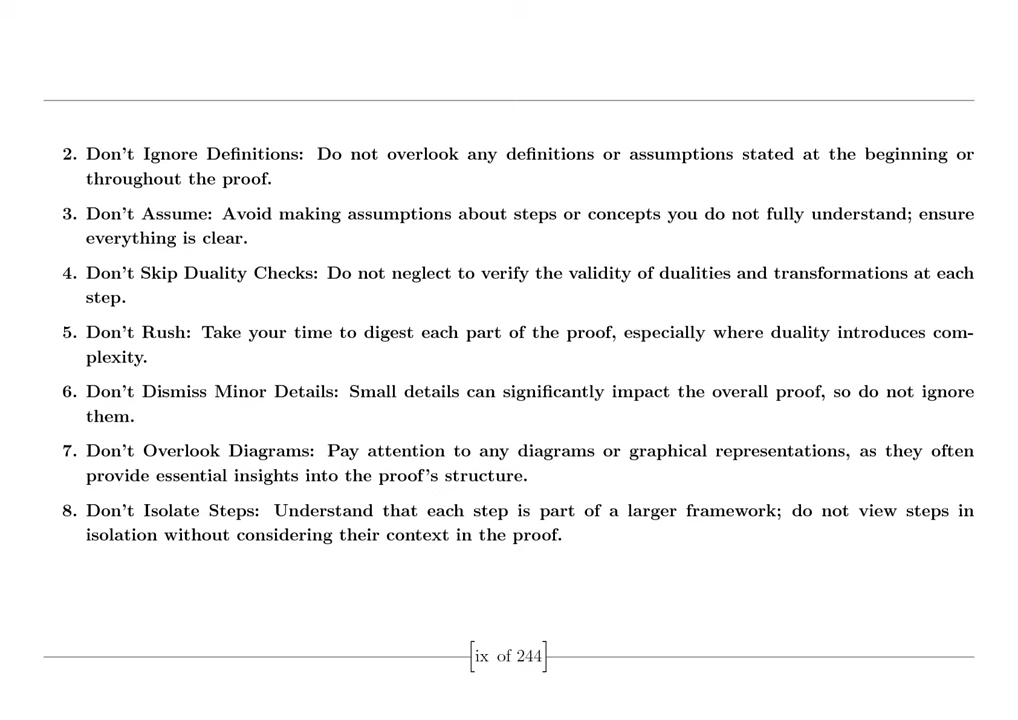 2. Don’t Ignore Definitions: Do not overlook any definitions or assumptions stated at the beginning or
throughout the proof.
3. Don’t Assume: Avoid making assumptions about steps or concepts you do not fully understand; ensure
everything is clear.
4. Don’t Skip Duality Checks: Do not neglect to verify the validity of dualities and transformations at each
step.
5. Don’t Rush: Take your time to digest each part of the proof, especially where duality introduces com-
plexity.
6. Don’t Dismiss Minor Details: Small details can significantly impact the overall proof, so do not ignore
them.
7. Don’t Overlook Diagrams: Pay attention to any diagrams or graphical representations, as they often
provide essential insights into the proof’s structure.
8. Don’t Isolate Steps: Understand that each step is part of a larger framework; do not view steps in
isolation without considering their context in the proof.
[ix of 244]